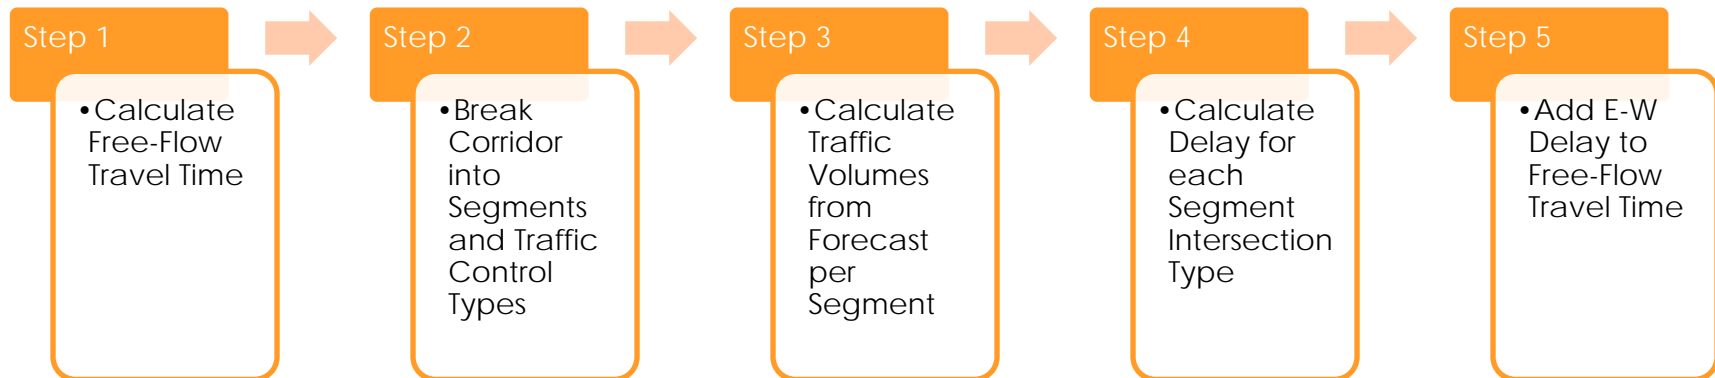 Step 1
•Calculate
Free-Flow
Travel Time
Step 2
•Break
Corridor
into
Segments
and Traffic
Control
Types
Step 3
•Calculate
Traffic
Volumes
from
Forecast
per
Segment
Step 4
•Calculate
Delay for
each
Segment
Intersection
Type
Step 5
•Add E-W
Delay to
Free-Flow
Travel Time